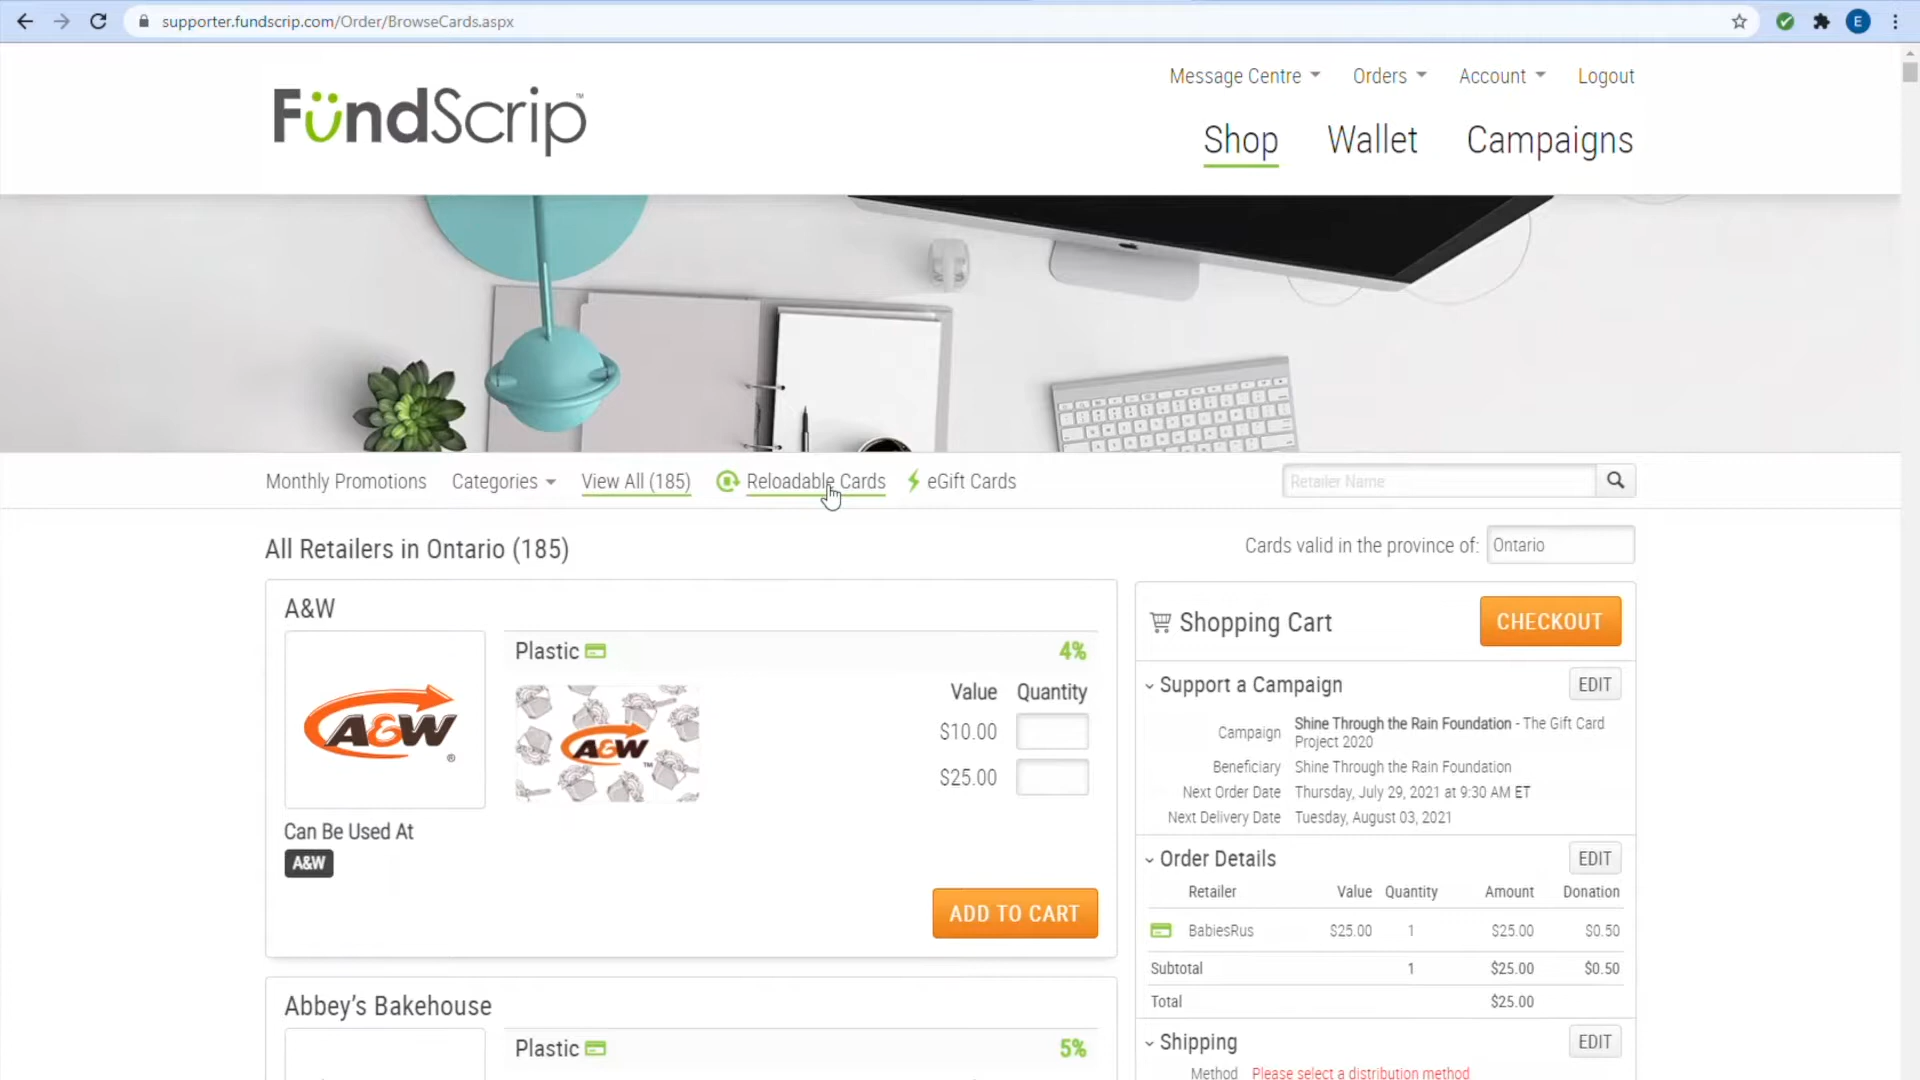 supporter.fundscrip.com/Order/BrowseCards.aspx
E
FündScrip™
Message Centre
Orders
Account
Logout
Shop
Wallet
Campaigns
Monthly Promotions
Categories
View All (185)
Reloadable Cards
eGift Cards
Retailer Name
All Retailers in Ontario (185)
Cards valid in the province of:
Ontario
A&W
A&W®
Can Be Used At
A&W
Plastic
4%
A&W™
Value Quantity
$10.00
$25.00
ADD TO CART
Abbey's Bakehouse
Plastic
5%
Shopping Cart
CHECKOUT
Support a Campaign
EDIT
Campaign Shine Through the Rain Foundation - The Gift Card
Project 2020
Beneficiary Shine Through the Rain Foundation
Next Order Date Thursday, July 29, 2021 at 9:30 AM ET
Next Delivery Date Tuesday, August 03, 2021
Order Details
EDIT
Retailer Value Quantity Amount Donation
BabiesRus $25.00 1 $25.00 $0.50
Subtotal 1 $25.00 $0.50
Total $25.00
Shipping
EDIT
Method Please select a distribution method